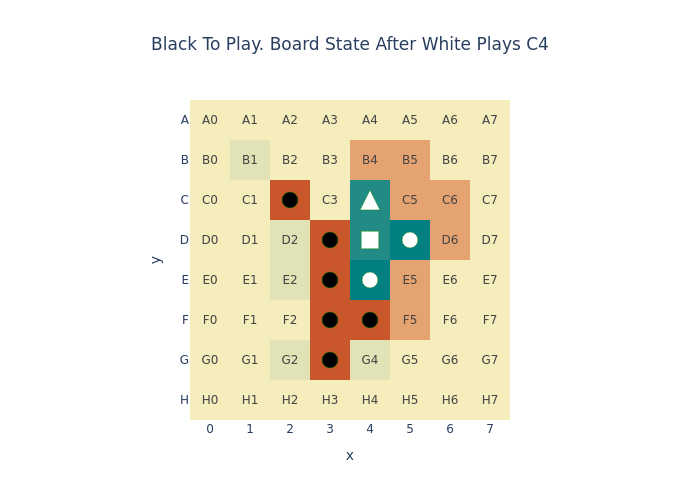 Black To Play. Board State After White Plays C4
A A0 A1 A2 A3 A4 A5 A6 A7
B B0 B1 B2 B3 B4 B5 B6 B7
C C0 C1 C3 C5 C6 C7
D D0 D1 D2 D6 D7
E E0 E1 E2 E5 E6 E7
F F0 F1 F2 F5 F6 F7
G G0 G1 G2 G4 G5 G6 G7
H H0 H1 H2 H3 H4 H5 H6 H7
0 1 2 3 4 5 6 7
x
y